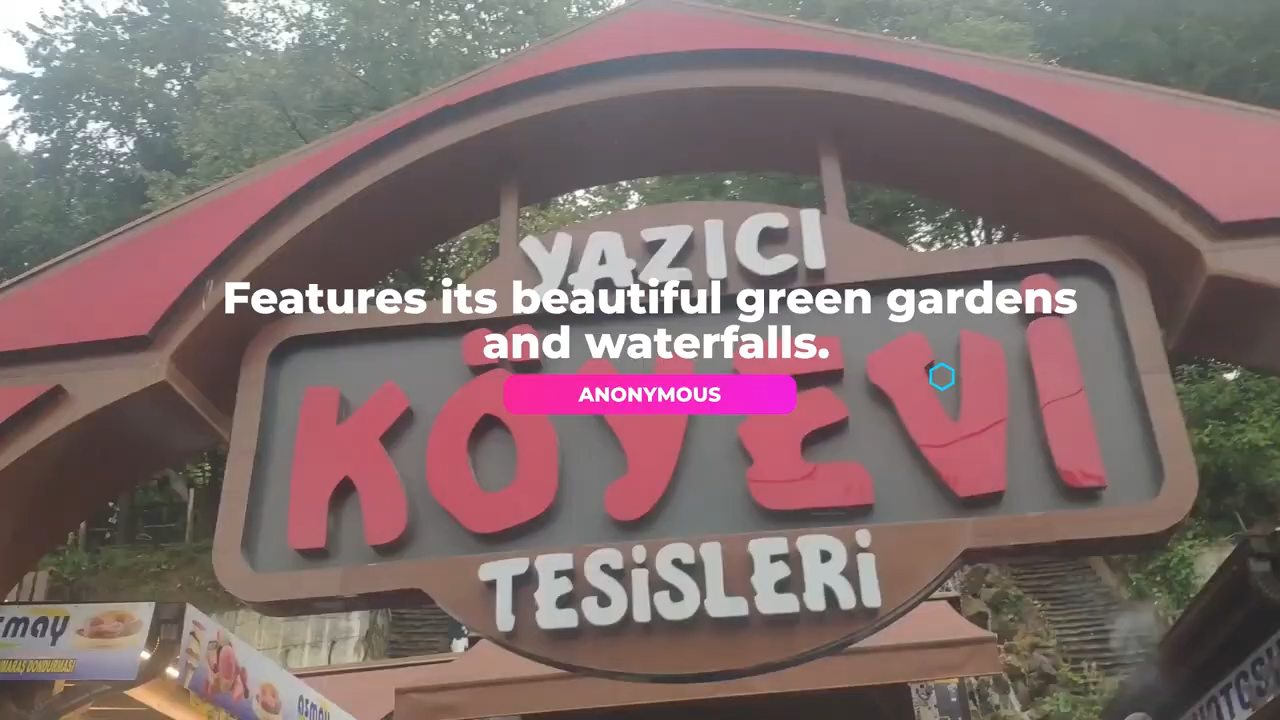 YAZICI
Features its beautiful green gardens
and waterfalls.
ANONYMOUS
KÖYEVİ
TESİSLERİ